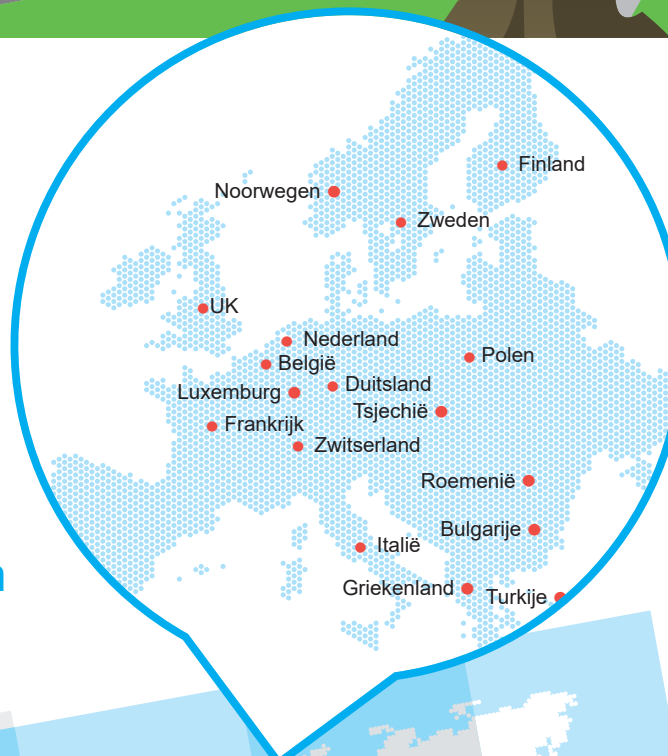 Finland
Noorwegen
Zweden
UK
Nederland
België
Polen
Duitsland
Luxemburg
Tsjechië
Frankrijk
Zwitserland
Roemenië
Bulgarije
Italië
Griekenland
Turkije